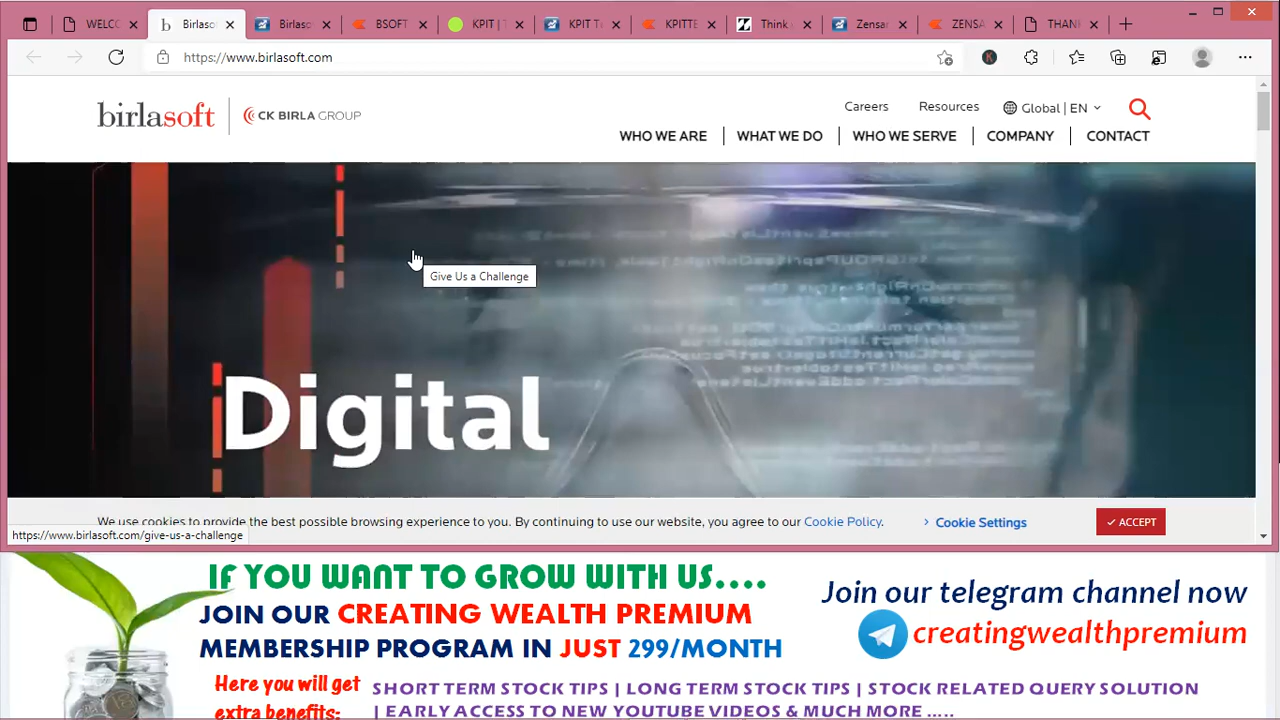 WELCC
Birlaso
Birlaso
BSOFT
KPIT | T
KPIT Te
KPITTE
Think
Zensar
ZENSA
THAN
https://www.birlasoft.com
birlasoft
CK BIRLA GROUP
Careers
Resources
Global | EN
WHO WE ARE
WHAT WE DO
WHO WE SERVE
COMPANY
CONTACT
Give Us a Challenge
Digital
We use cookies to provide the best possible browsing experience to you. By continuing to use our website, you agree to our Cookie Policy.
Cookie Settings
ACCEPT
https://www.birlasoft.com/give-us-a-challenge
IF YOU WANT TO GROW WITH US....
JOIN OUR CREATING WEALTH PREMIUM
MEMBERSHIP PROGRAM IN JUST 299/MONTH
Join our telegram channel now
creatingwealthpremium
Here you will get
extra benefits:
SHORT TERM STOCK TIPS | LONG TERM STOCK TIPS | STOCK RELATED QUERY SOLUTION
| EARLY ACCESS TO NEW YOUTUBE VIDEOS & MUCH MORE .....